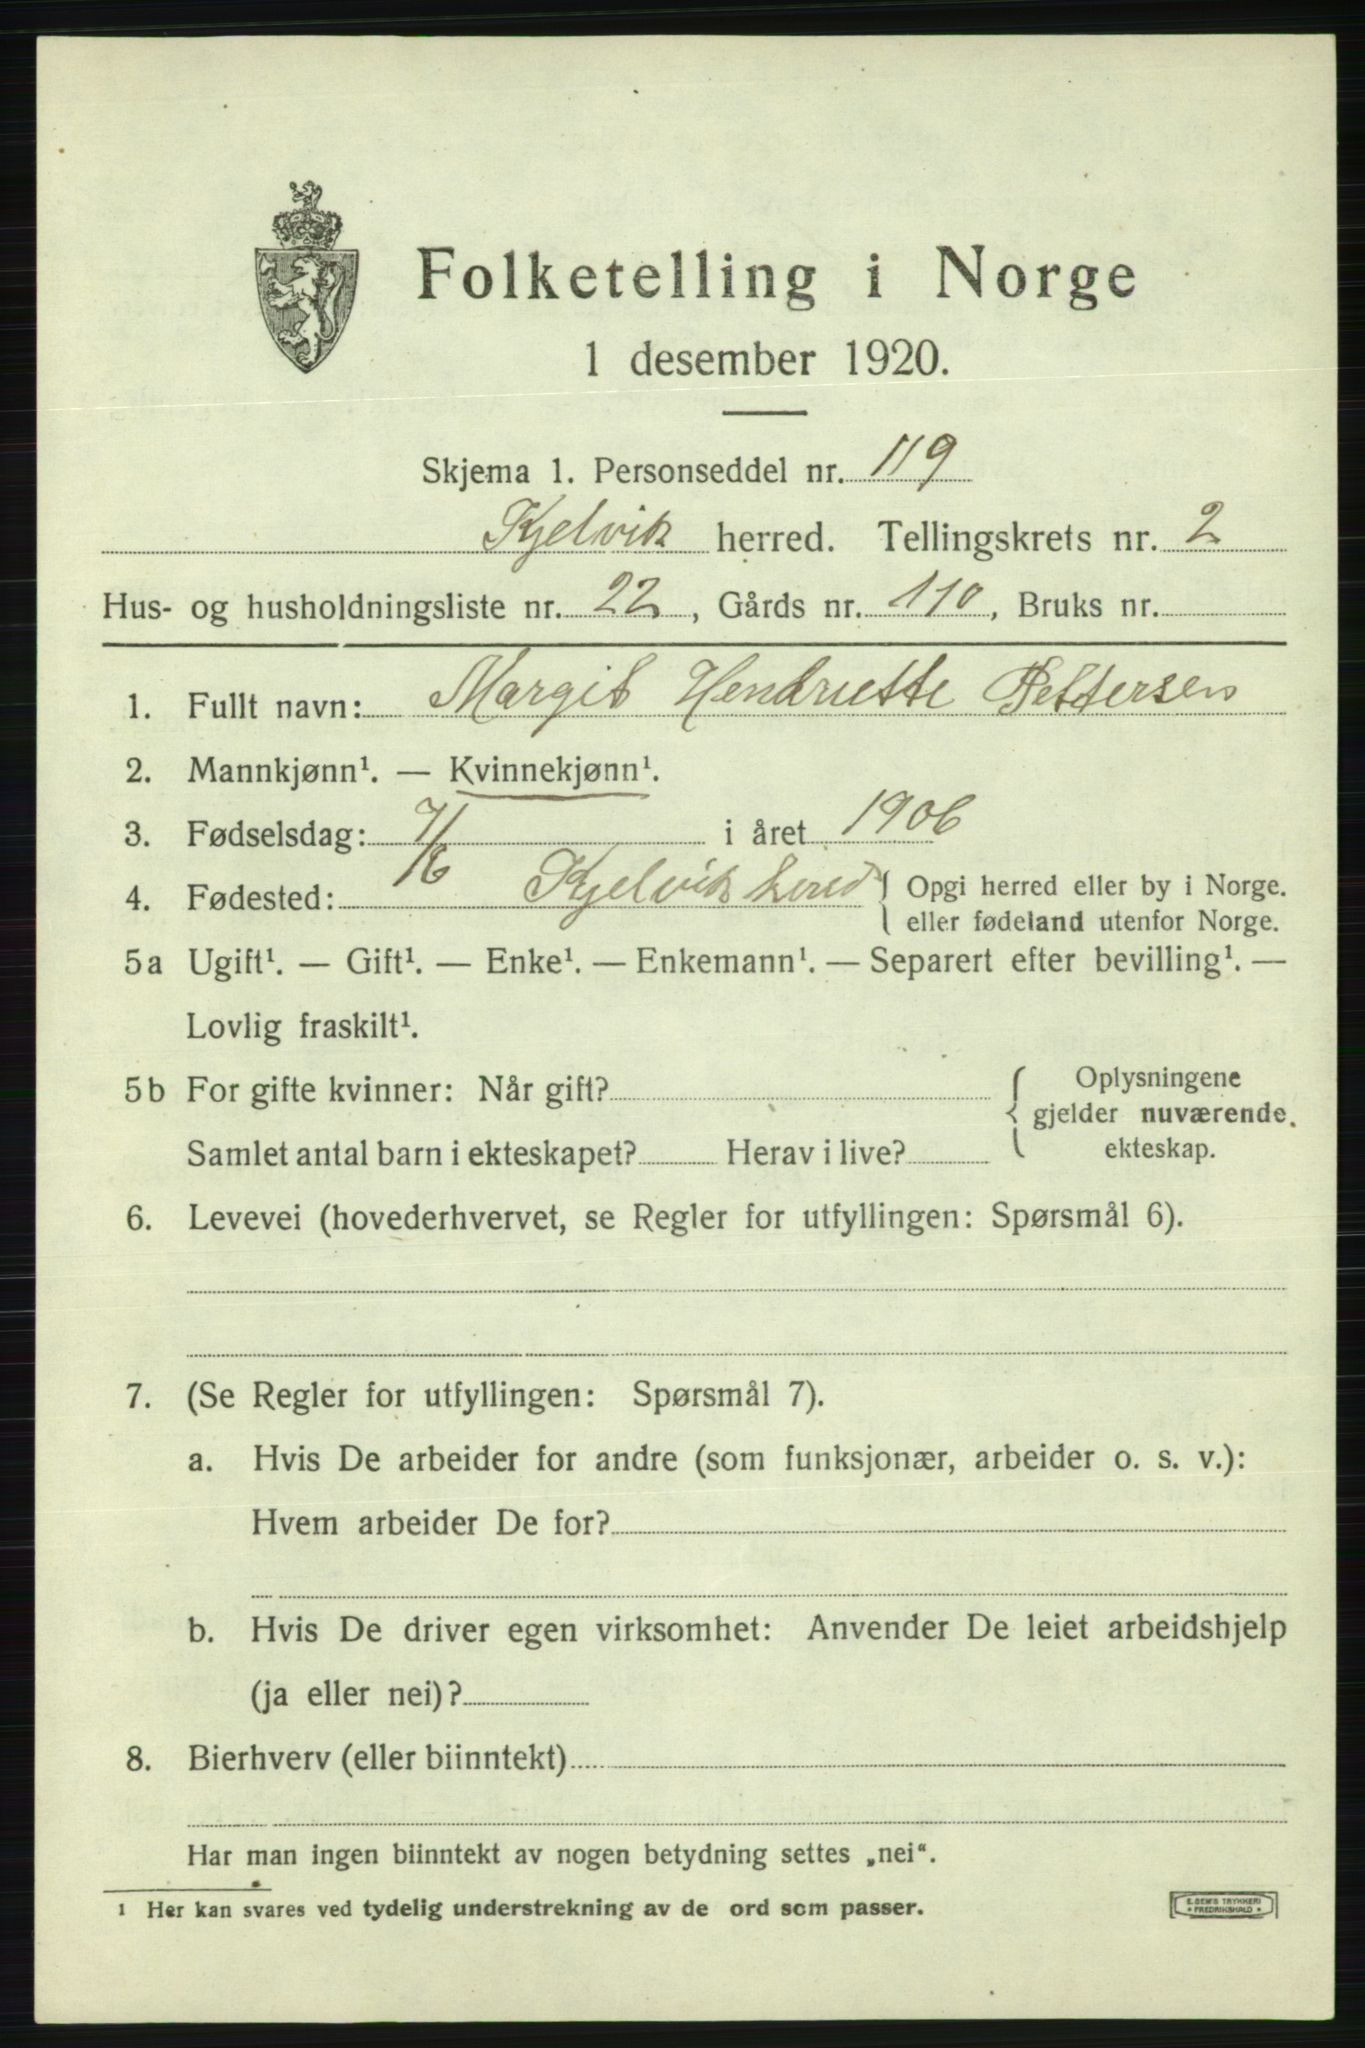 Folketelling i Norge
1 desember 1920.
Skjema 1. Personseddel nr. 119
Kjelvik herred. Tellingskrets nr. 2
Hus- og husholdningsliste nr. 22, Gårds nr. 110, Bruks nr.
1. Fullt navn: Margit Hendriette Pettersen
2. Mannkjønn¹. — Kvinnekjønn¹.
3. Fødselsdag: 7/6 i året 1906
4. Fødested: Kjelvik herred { Opgi herred eller by i Norge.
eller fødeland utenfor Norge.
5a Ugift¹. — Gift¹. — Enke¹. — Enkemann¹. — Separert efter bevilling¹. —
Lovlig fraskilt¹.
5b For gifte kvinner: Når gift? { Oplysningene
gjelder nuværende
ekteskap.
Samlet antal barn i ekteskapet? Herav i live?
6. Levevei (hovederhvervet, se Regler for utfyllingen: Spørsmål 6).
7. (Se Regler for utfyllingen: Spørsmål 7).
a. Hvis De arbeider for andre (som funksjonær, arbeider o. s. v.):
Hvem arbeider De for?
b. Hvis De driver egen virksomhet: Anvender De leiet arbeidshjelp
(ja eller nei)?
8. Bierhverv (eller biinntekt)
Har man ingen biinntekt av nogen betydning settes „nei“.
1 Her kan svares ved tydelig understrekning av de ord som passer.
E. SEM'S TRYKKERI
* FREDRIKSHALD *